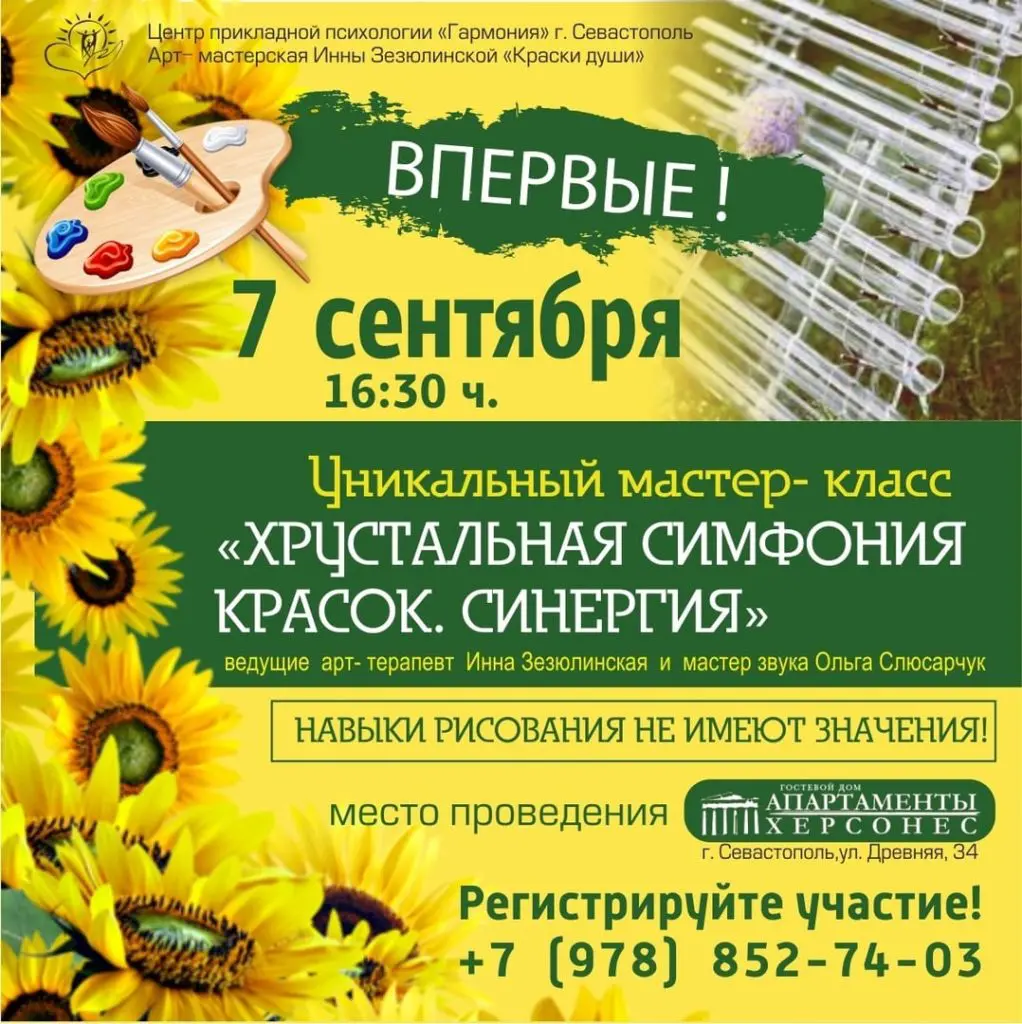 Центр прикладной психологии «Гармония» г. Севастополь
Арт– мастерская Инны Зезюлинской «Краски души»
ВПЕРВЫЕ !
7 сентября
16:30 ч.
Уникальный мастер- класс
«ХРУСТАЛЬНАЯ СИМФОНИЯ
КРАСОК. СИНЕРГИЯ»
ведущие арт- терапевт Инна Зезюлинская и мастер звука Ольга Слюсарчук
НАВЫКИ РИСОВАНИЯ НЕ ИМЕЮТ ЗНАЧЕНИЯ!
место проведения
ГОСТЕВОЙ ДОМ
АПАРТАМЕНТЫ
ХЕРСОНЕС
г. Севастополь,ул. Древняя, 34
Регистрируйте участие!
+7 (978) 852-74-03